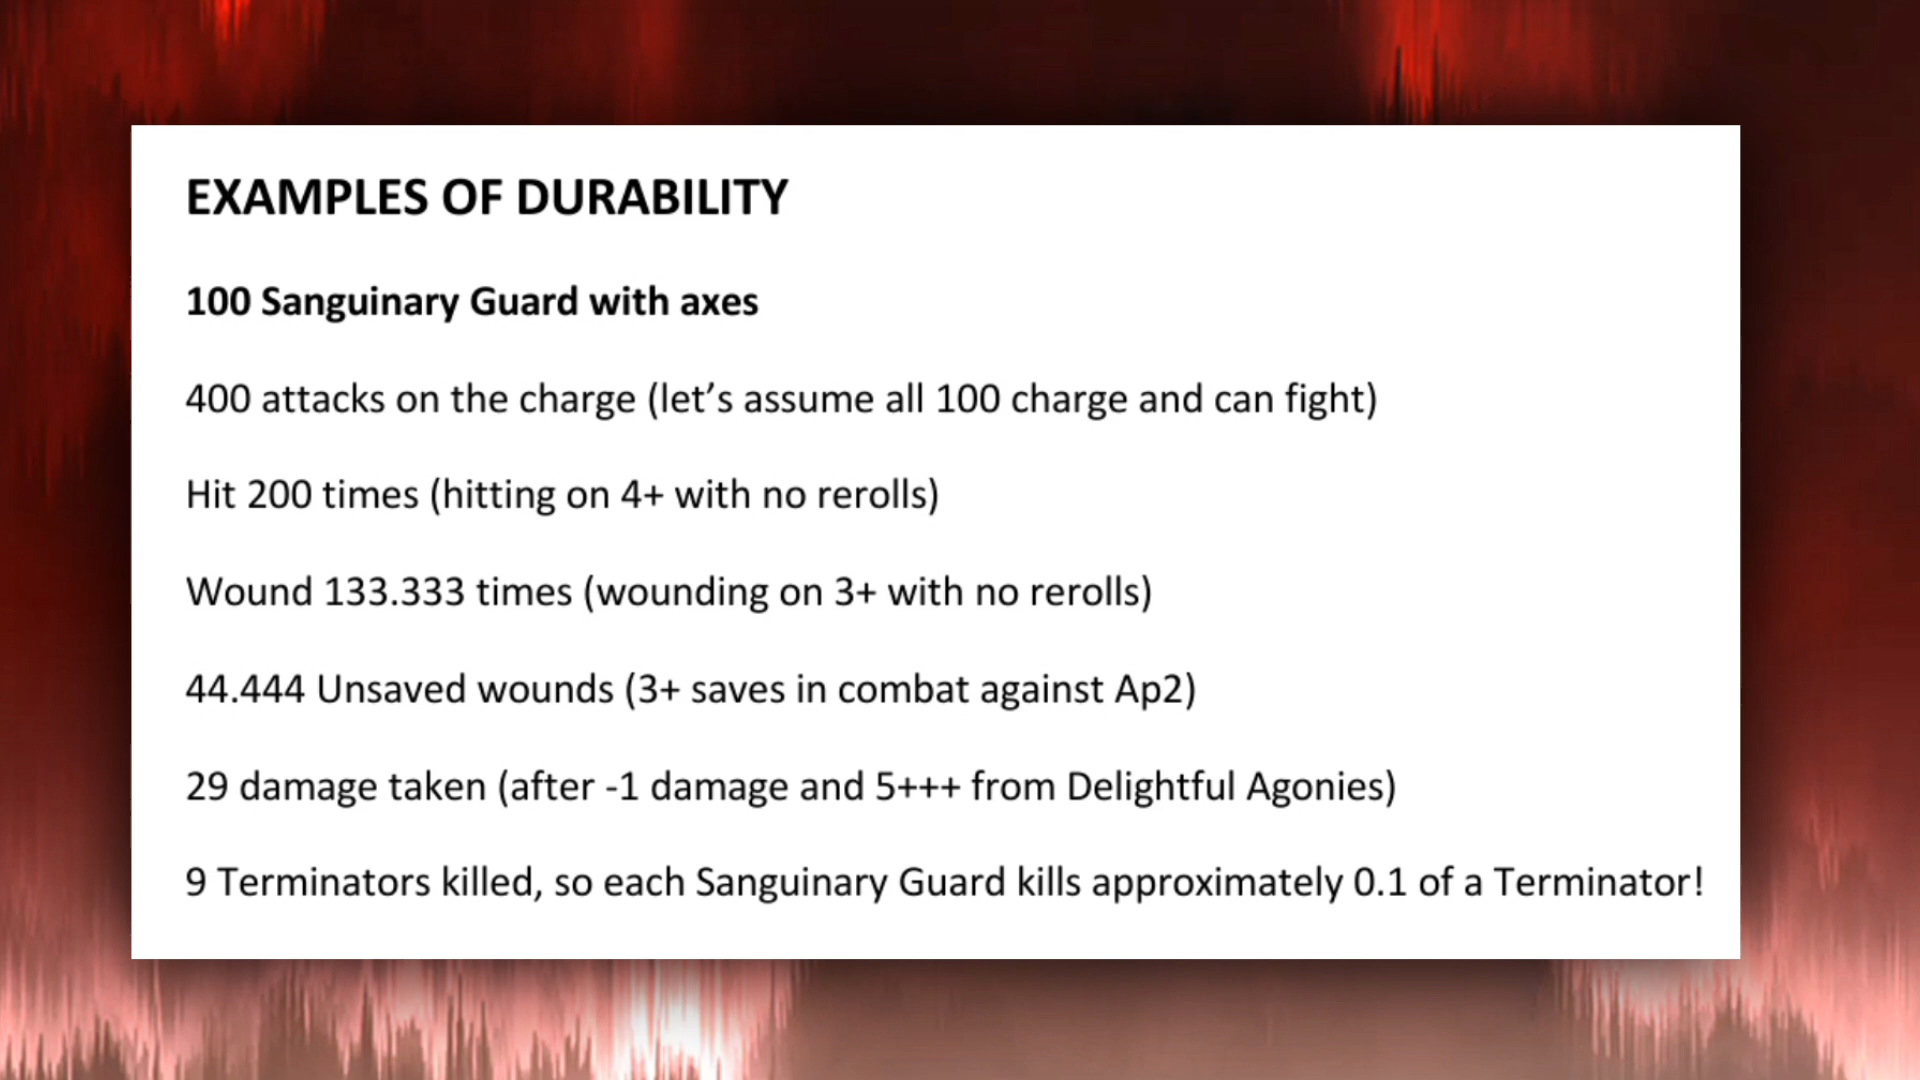 EXAMPLES OF DURABILITY
100 Sanguinary Guard with axes
400 attacks on the charge (let’s assume all 100 charge and can fight)
Hit 200 times (hitting on 4+ with no rerolls)
Wound 133.333 times (wounding on 3+ with no rerolls)
44.444 Unsaved wounds (3+ saves in combat against Ap2)
29 damage taken (after -1 damage and 5+++ from Delightful Agonies)
9 Terminators killed, so each Sanguinary Guard kills approximately 0.1 of a Terminator!